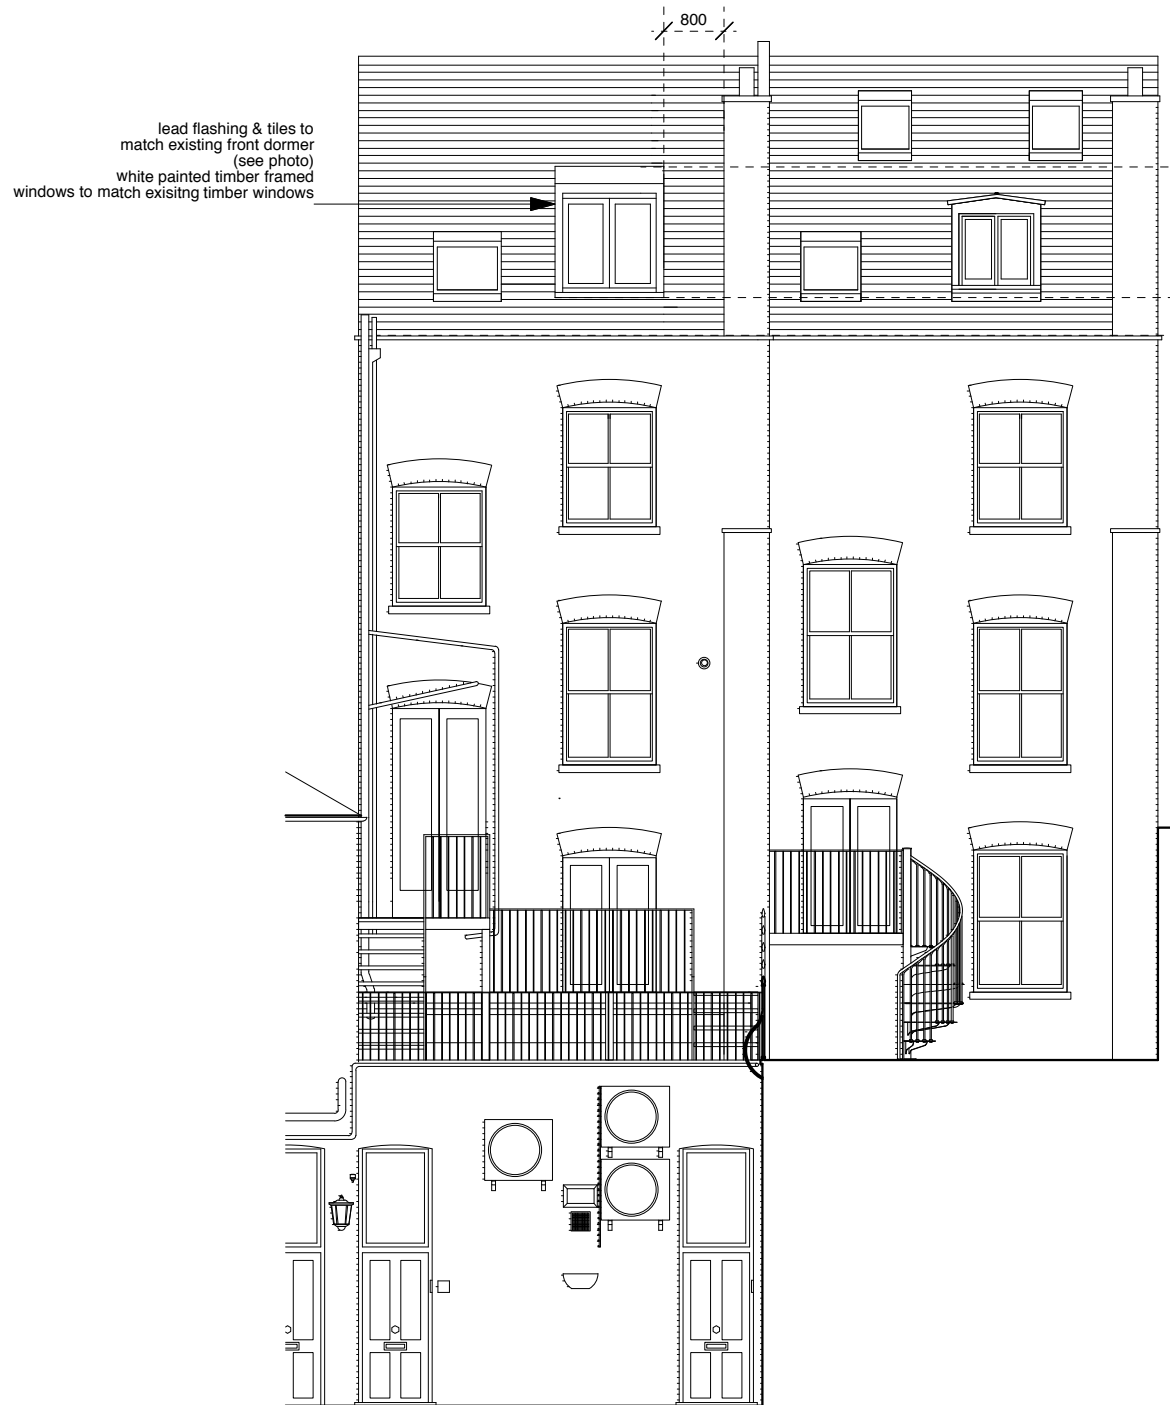 800
lead flashing & tiles to
match existing front dormer
(see photo)
white painted timber framed
windows to match exisitng timber windows